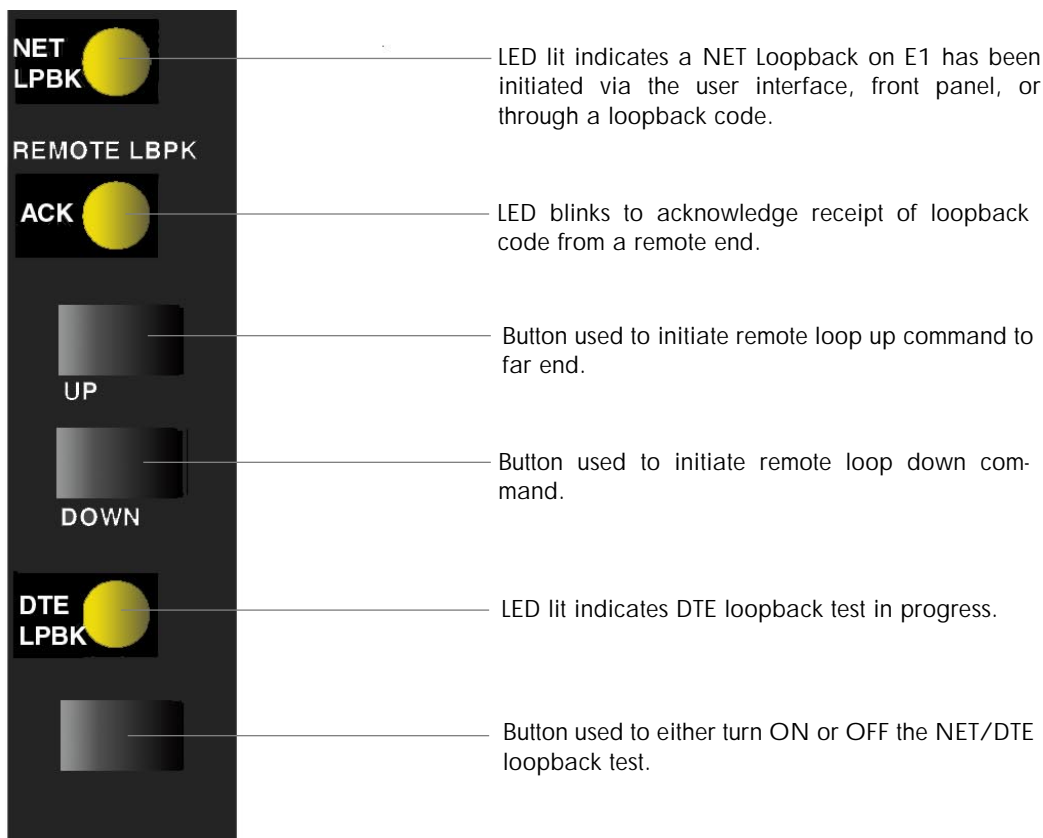 NET
LPBK
LED lit indicates a NET Loopback on E1 has been
initiated via the user interface, front panel, or
through a loopback code.
REMOTE LBPK
ACK
LED blinks to acknowledge receipt of loopback
code from a remote end.
Button used to initiate remote loop up command to
far end.
UP
Button used to initiate remote loop down com-
mand.
DOWN
DTE
LPBK
LED lit indicates DTE loopback test in progress.
Button used to either turn ON or OFF the NET/DTE
loopback test.